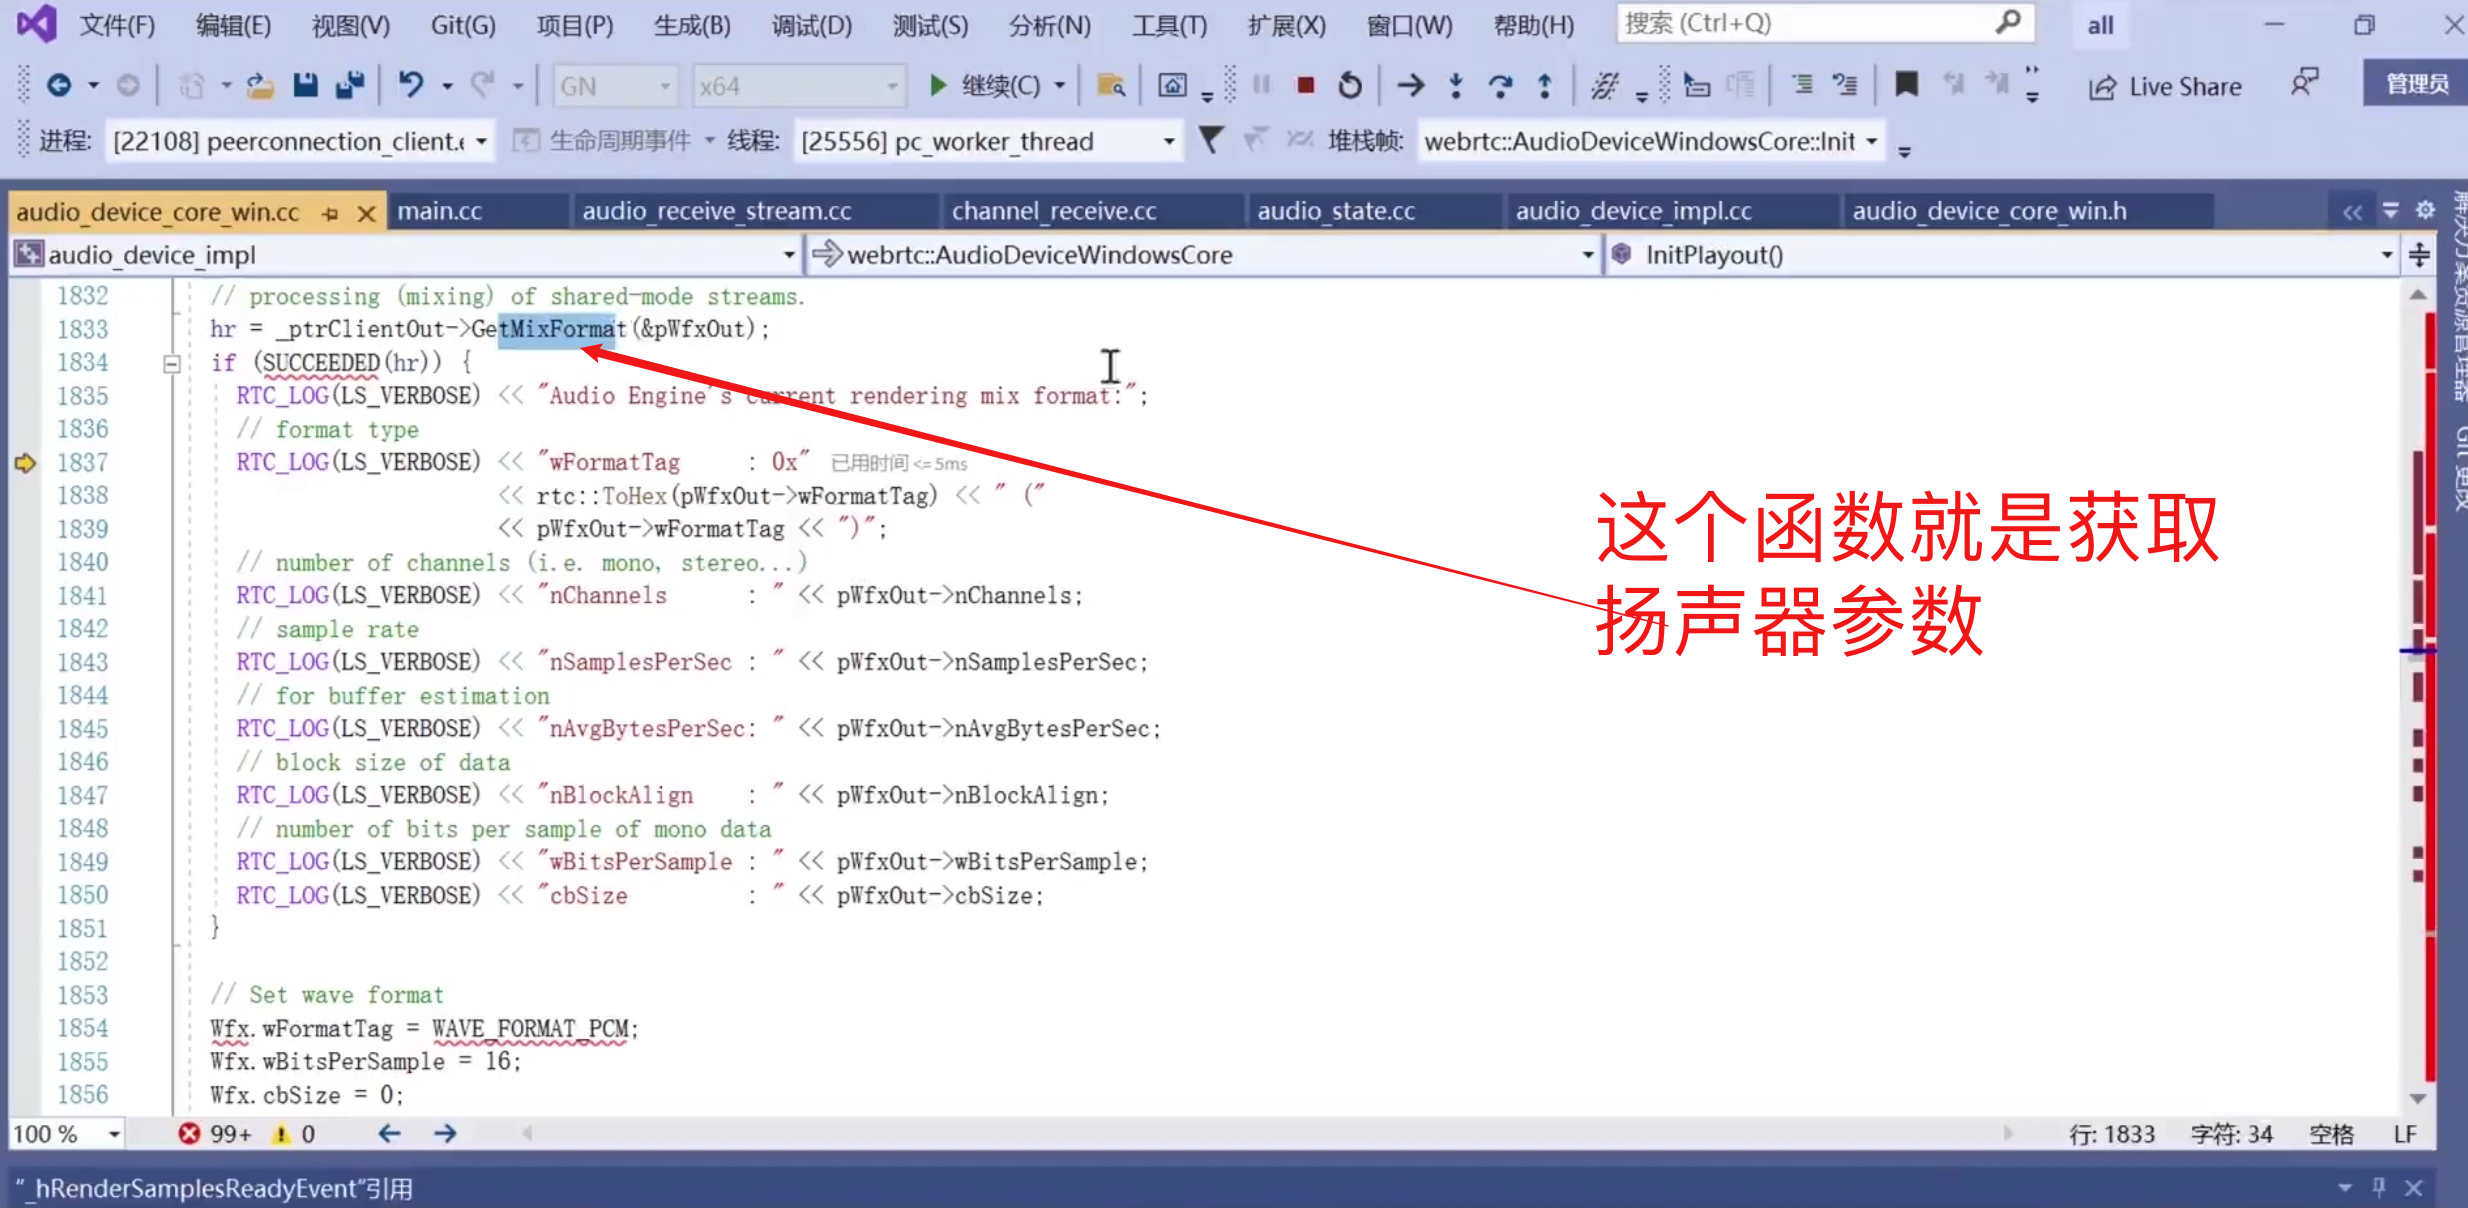 文件(F) 编辑(E) 视图(V) Git(G) 项目(P) 生成(B) 调试(D) 测试(S) 分析(N) 工具(T) 扩展(X) 窗口(W) 帮助(H) 搜索 (Ctrl+Q) all
GN x64 继续(C) Live Share 管理员
进程: [22108] peerconnection_client.e 生命周期事件 线程: [25556] pc_worker_thread 堆栈帧: webrtc::AudioDeviceWindowsCore::Init
audio_device_core_win.cc main.cc audio_receive_stream.cc channel_receive.cc audio_state.cc audio_device_impl.cc audio_device_core_win.h
audio_device_impl webrtc::AudioDeviceWindowsCore InitPlayout()
1832 // processing (mixing) of shared-mode streams.
1833 hr = _ptrClientOut->GetMixFormat(&pWfxOut);
1834 if (SUCCEEDED(hr)) {
1835 RTC_LOG(LS_VERBOSE) << "Audio Engine's current rendering mix format:";
1836 // format type
1837 RTC_LOG(LS_VERBOSE) << "wFormatTag     : 0x" 已用时间 <= 5ms
1838 << rtc::ToHex(pWfxOut->wFormatTag) << " ("
1839 << pWfxOut->wFormatTag << ")";
1840 // number of channels (i.e. mono, stereo...)
1841 RTC_LOG(LS_VERBOSE) << "nChannels      : " << pWfxOut->nChannels;
1842 // sample rate
1843 RTC_LOG(LS_VERBOSE) << "nSamplesPerSec : " << pWfxOut->nSamplesPerSec;
1844 // for buffer estimation
1845 RTC_LOG(LS_VERBOSE) << "nAvgBytesPerSec: " << pWfxOut->nAvgBytesPerSec;
1846 // block size of data
1847 RTC_LOG(LS_VERBOSE) << "nBlockAlign    : " << pWfxOut->nBlockAlign;
1848 // number of bits per sample of mono data
1849 RTC_LOG(LS_VERBOSE) << "wBitsPerSample : " << pWfxOut->wBitsPerSample;
1850 RTC_LOG(LS_VERBOSE) << "cbSize         : " << pWfxOut->cbSize;
1851 }
1852
1853 // Set wave format
1854 Wfx.wFormatTag = WAVE_FORMAT_PCM;
1855 Wfx.wBitsPerSample = 16;
1856 Wfx.cbSize = 0;
这个函数就是获取
扬声器参数
解决方案资源管理器
Git 更改
100 % 99+ 0 行: 1833 字符: 34 空格 LF
"_hRenderSamplesReadyEvent"引用